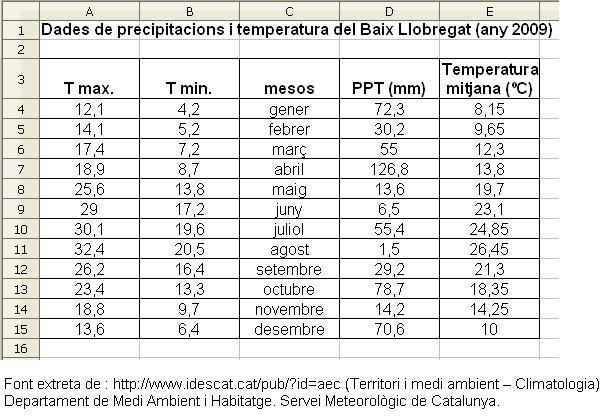 A B C D E
1 Dades de precipitacions i temperatura del Baix Llobregat (any 2009)
2
3 T max. T min. mesos PPT (mm) Temperatura mitjana (ºC)
4 12,1 4,2 gener 72,3 8,15
5 14,1 5,2 febrer 30,2 9,65
6 17,4 7,2 març 55 12,3
7 18,9 8,7 abril 126,8 13,8
8 25,6 13,8 maig 13,6 19,7
9 29 17,2 juny 6,5 23,1
10 30,1 19,6 juliol 55,4 24,85
11 32,4 20,5 agost 1,5 26,45
12 26,2 16,4 setembre 29,2 21,3
13 23,4 13,3 octubre 78,7 18,35
14 18,8 9,7 novembre 14,2 14,25
15 13,6 6,4 desembre 70,6 10
16
Font extreta de : http://www.idescat.cat/pub/?id=aec (Territori i medi ambient – Climatologia)
Departament de Medi Ambient i Habitatge. Servei Meteorològic de Catalunya.